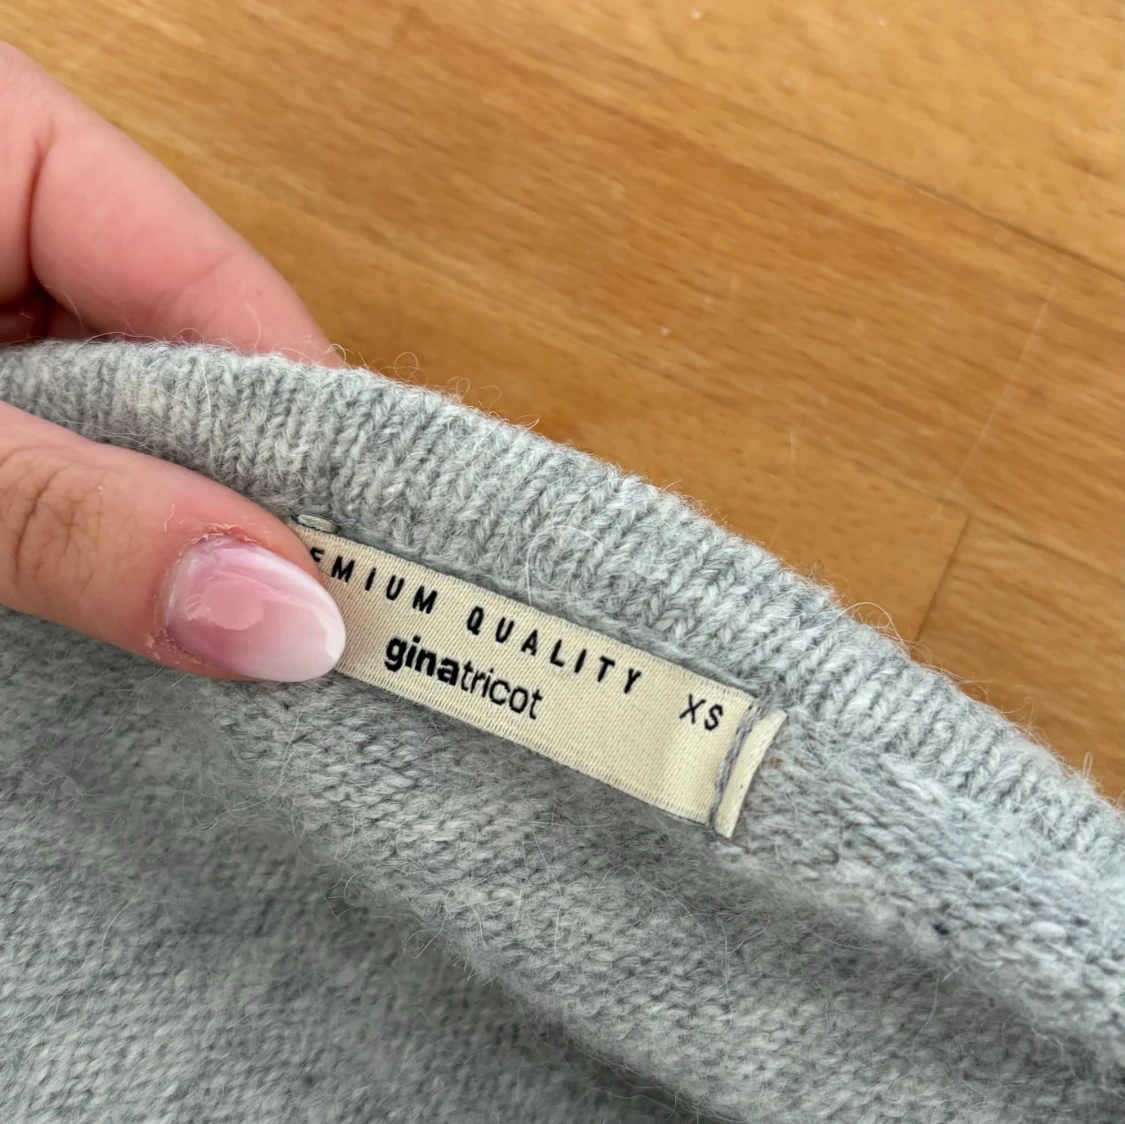 EMIUM QUALITY
ginatricot
XS